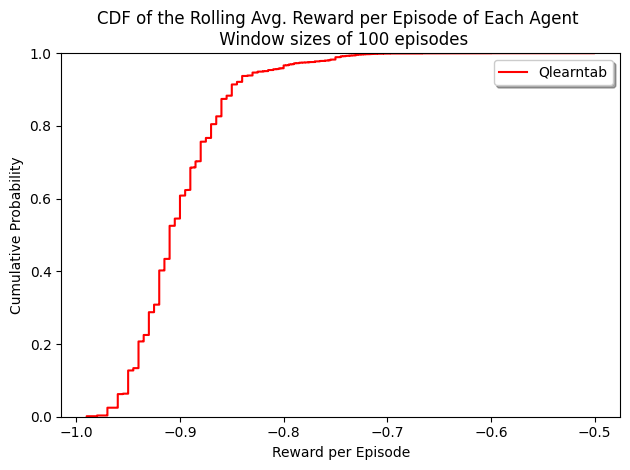 CDF of the Rolling Avg. Reward per Episode of Each Agent
Window sizes of 100 episodes
Qlearntab
Cumulative Probability
1.0
0.8
0.6
0.4
0.2
0.0
−1.0 −0.9 −0.8 −0.7 −0.6 −0.5
Reward per Episode